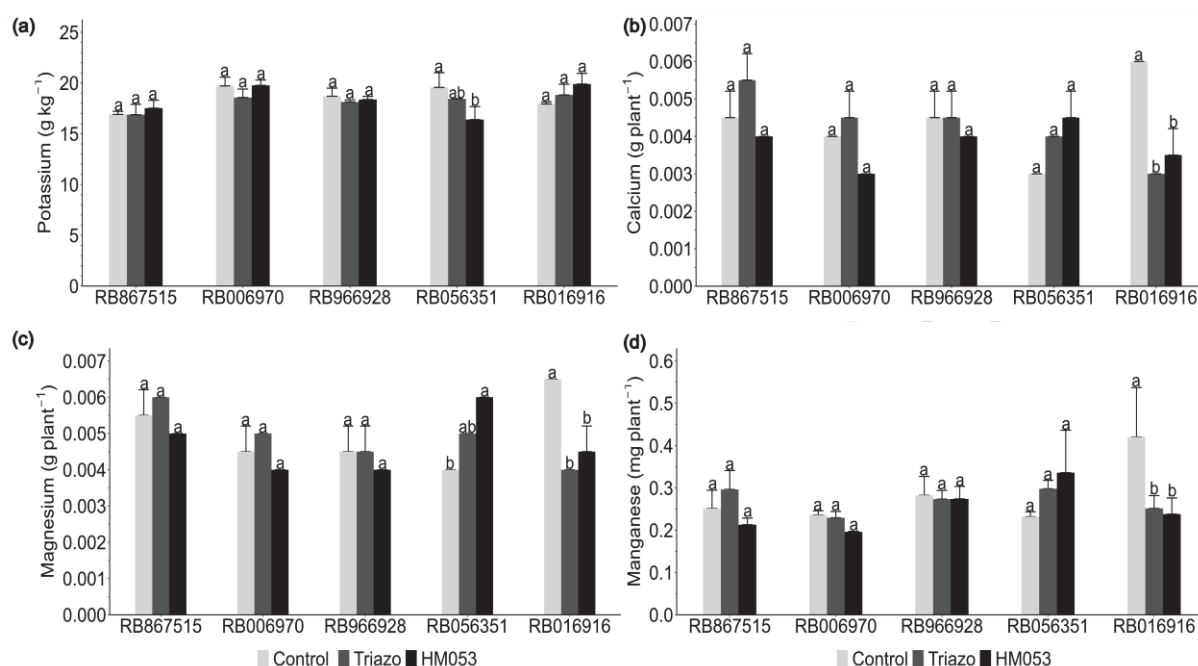 (a)
Potassium (g kg⁻¹)
25
20
15
10
5
0
a a a
a a a
a a a
a ab b
a a a
RB867515 RB006970 RB966928 RB056351 RB016916
(b)
Calcium (g plant⁻¹)
0.007
0.006
0.005
0.004
0.003
0.002
0.001
0.000
a a a
a a a
a a a
a a a
a b b
RB867515 RB006970 RB966928 RB056351 RB016916
(c)
Magnesium (g plant⁻¹)
0.007
0.006
0.005
0.004
0.003
0.002
0.001
0.000
a a a
a a a
a a a
b ab a
a b b
RB867515 RB006970 RB966928 RB056351 RB016916
Control Triazo HM053
(d)
Manganese (mg plant⁻¹)
0.6
0.5
0.4
0.3
0.2
0.1
0.0
a a a
a a a
a a a
a a a
a b b
RB867515 RB006970 RB966928 RB056351 RB016916
Control Triazo HM053